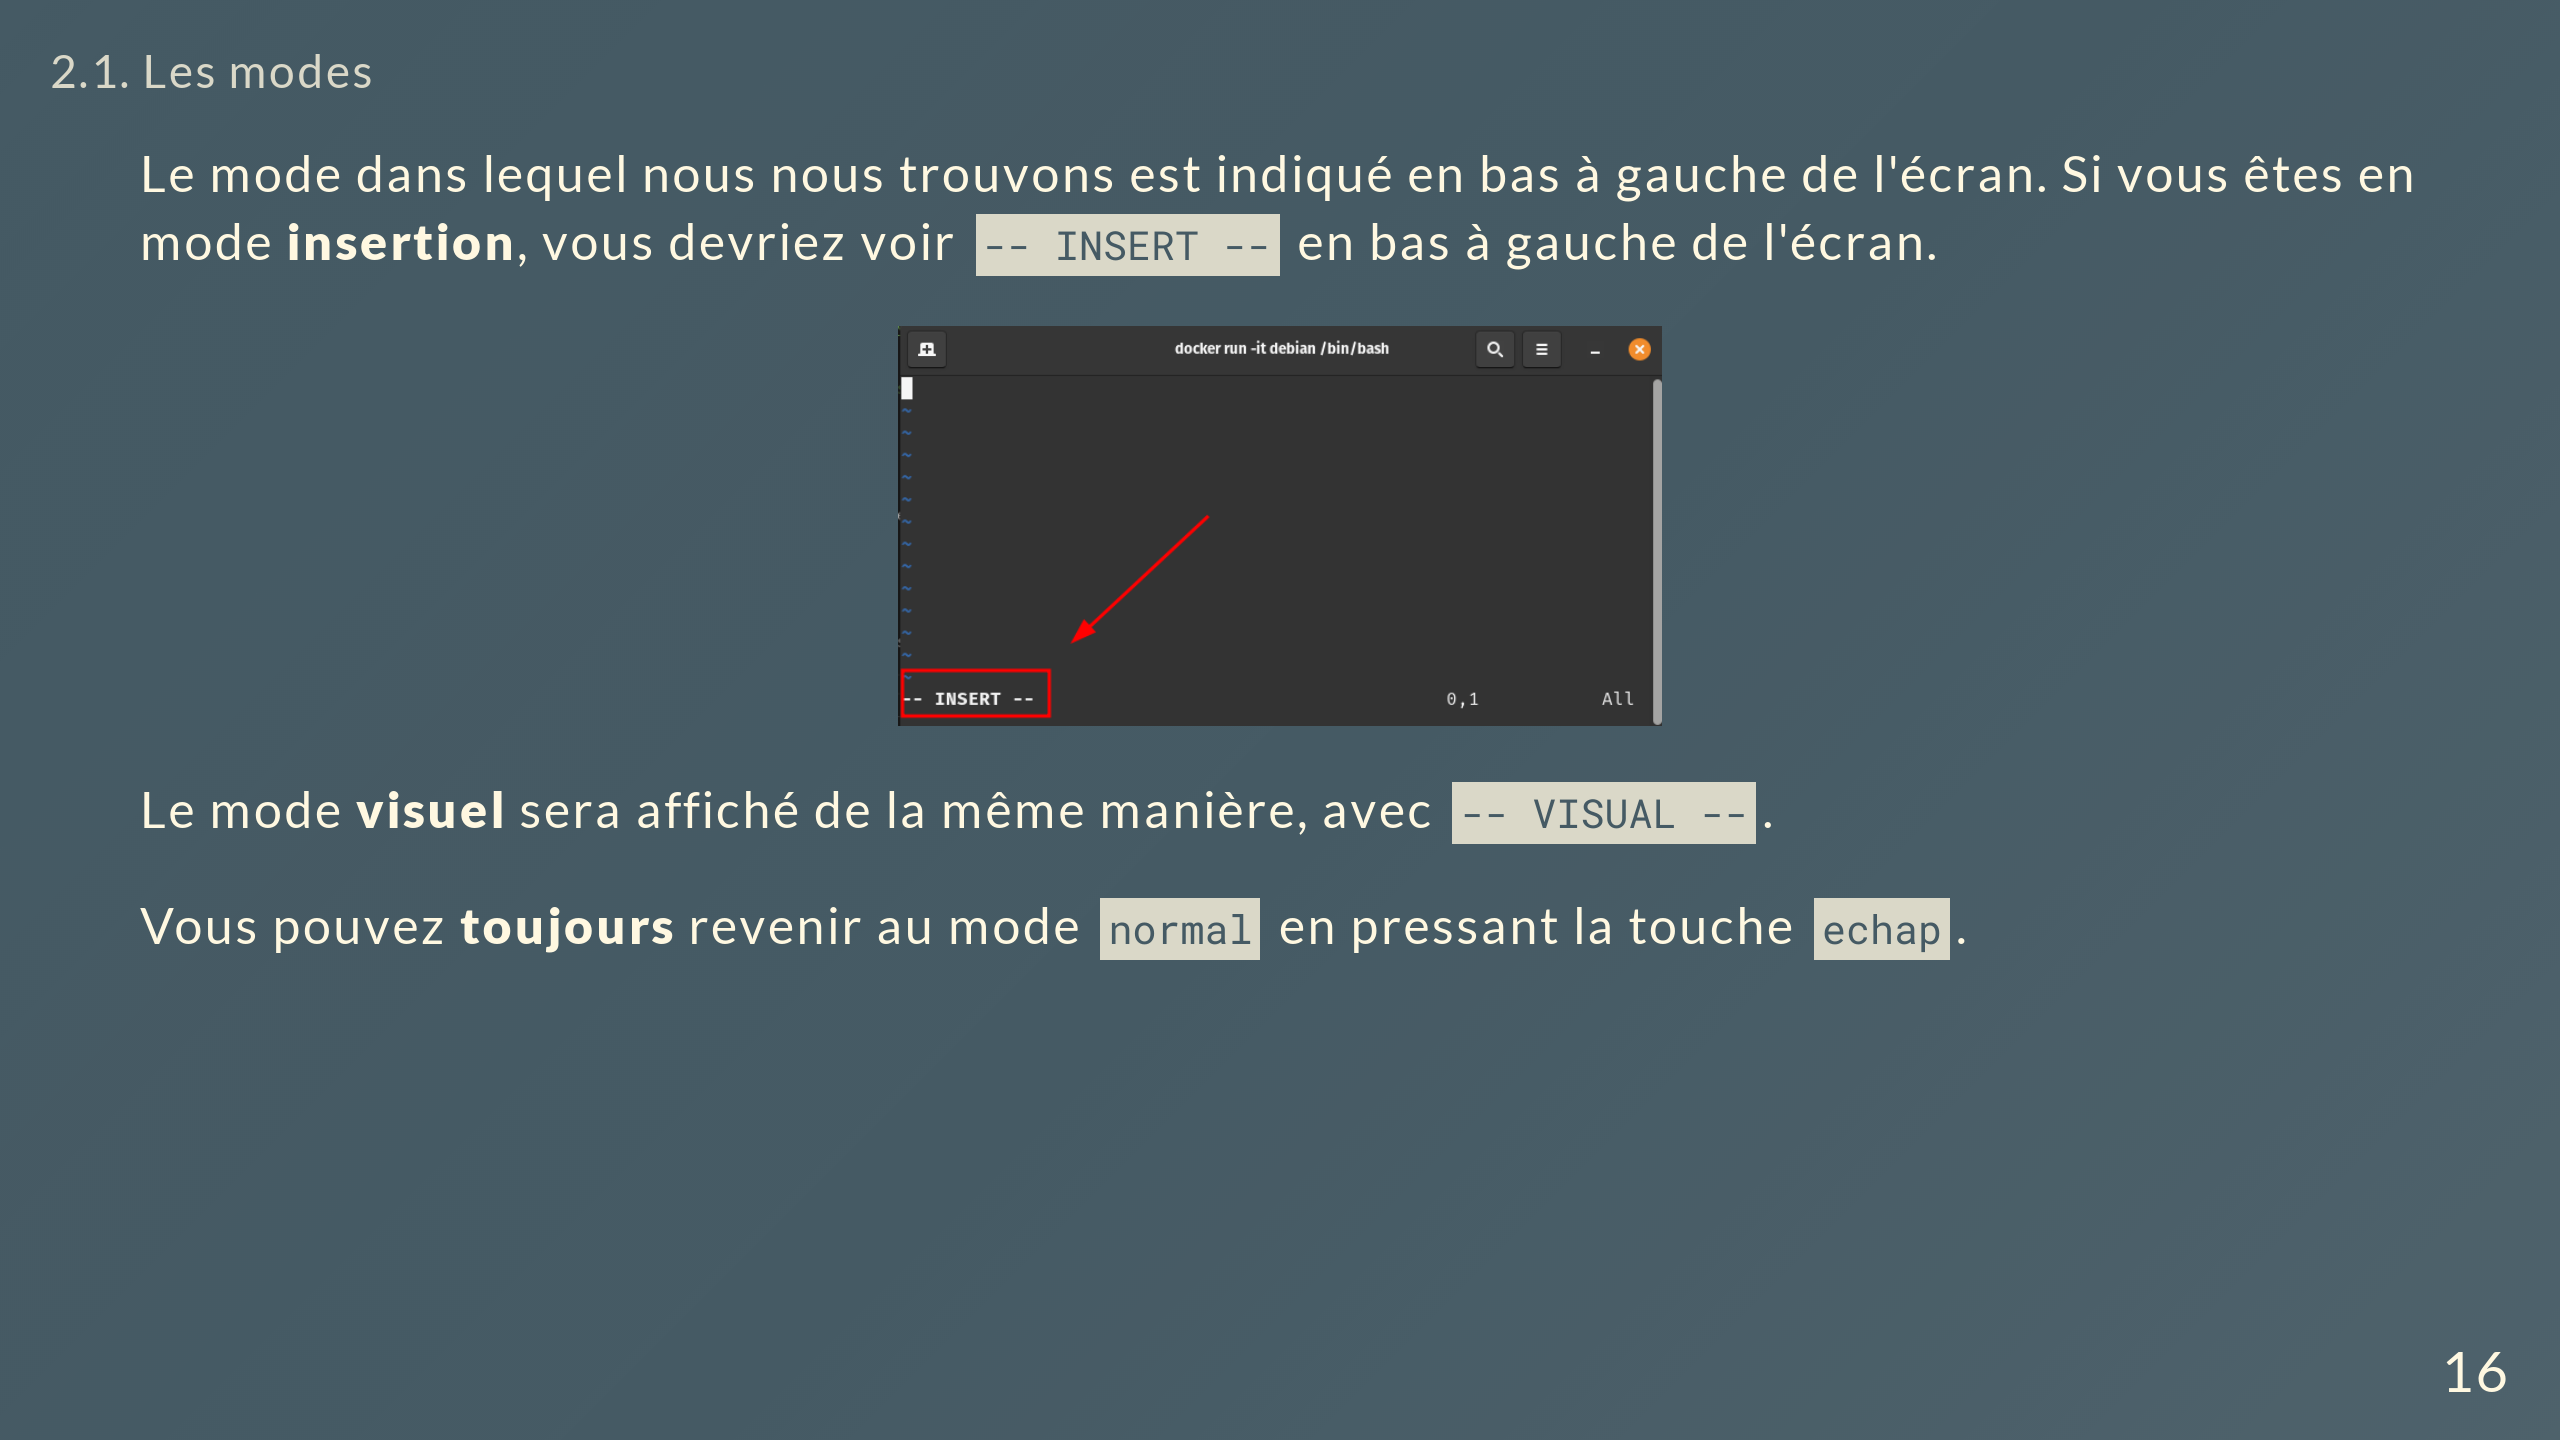 2.1. Les modes
Le mode dans lequel nous nous trouvons est indiqué en bas à gauche de l'écran. Si vous êtes en
mode insertion, vous devriez voir -- INSERT -- en bas à gauche de l'écran.
docker run -it debian /bin/bash
~
~
~
~
~
~
~
~
~
~
~
~
~
-- INSERT -- 0,1 All
Le mode visuel sera affiché de la même manière, avec -- VISUAL --.
Vous pouvez toujours revenir au mode normal en pressant la touche echap.
16